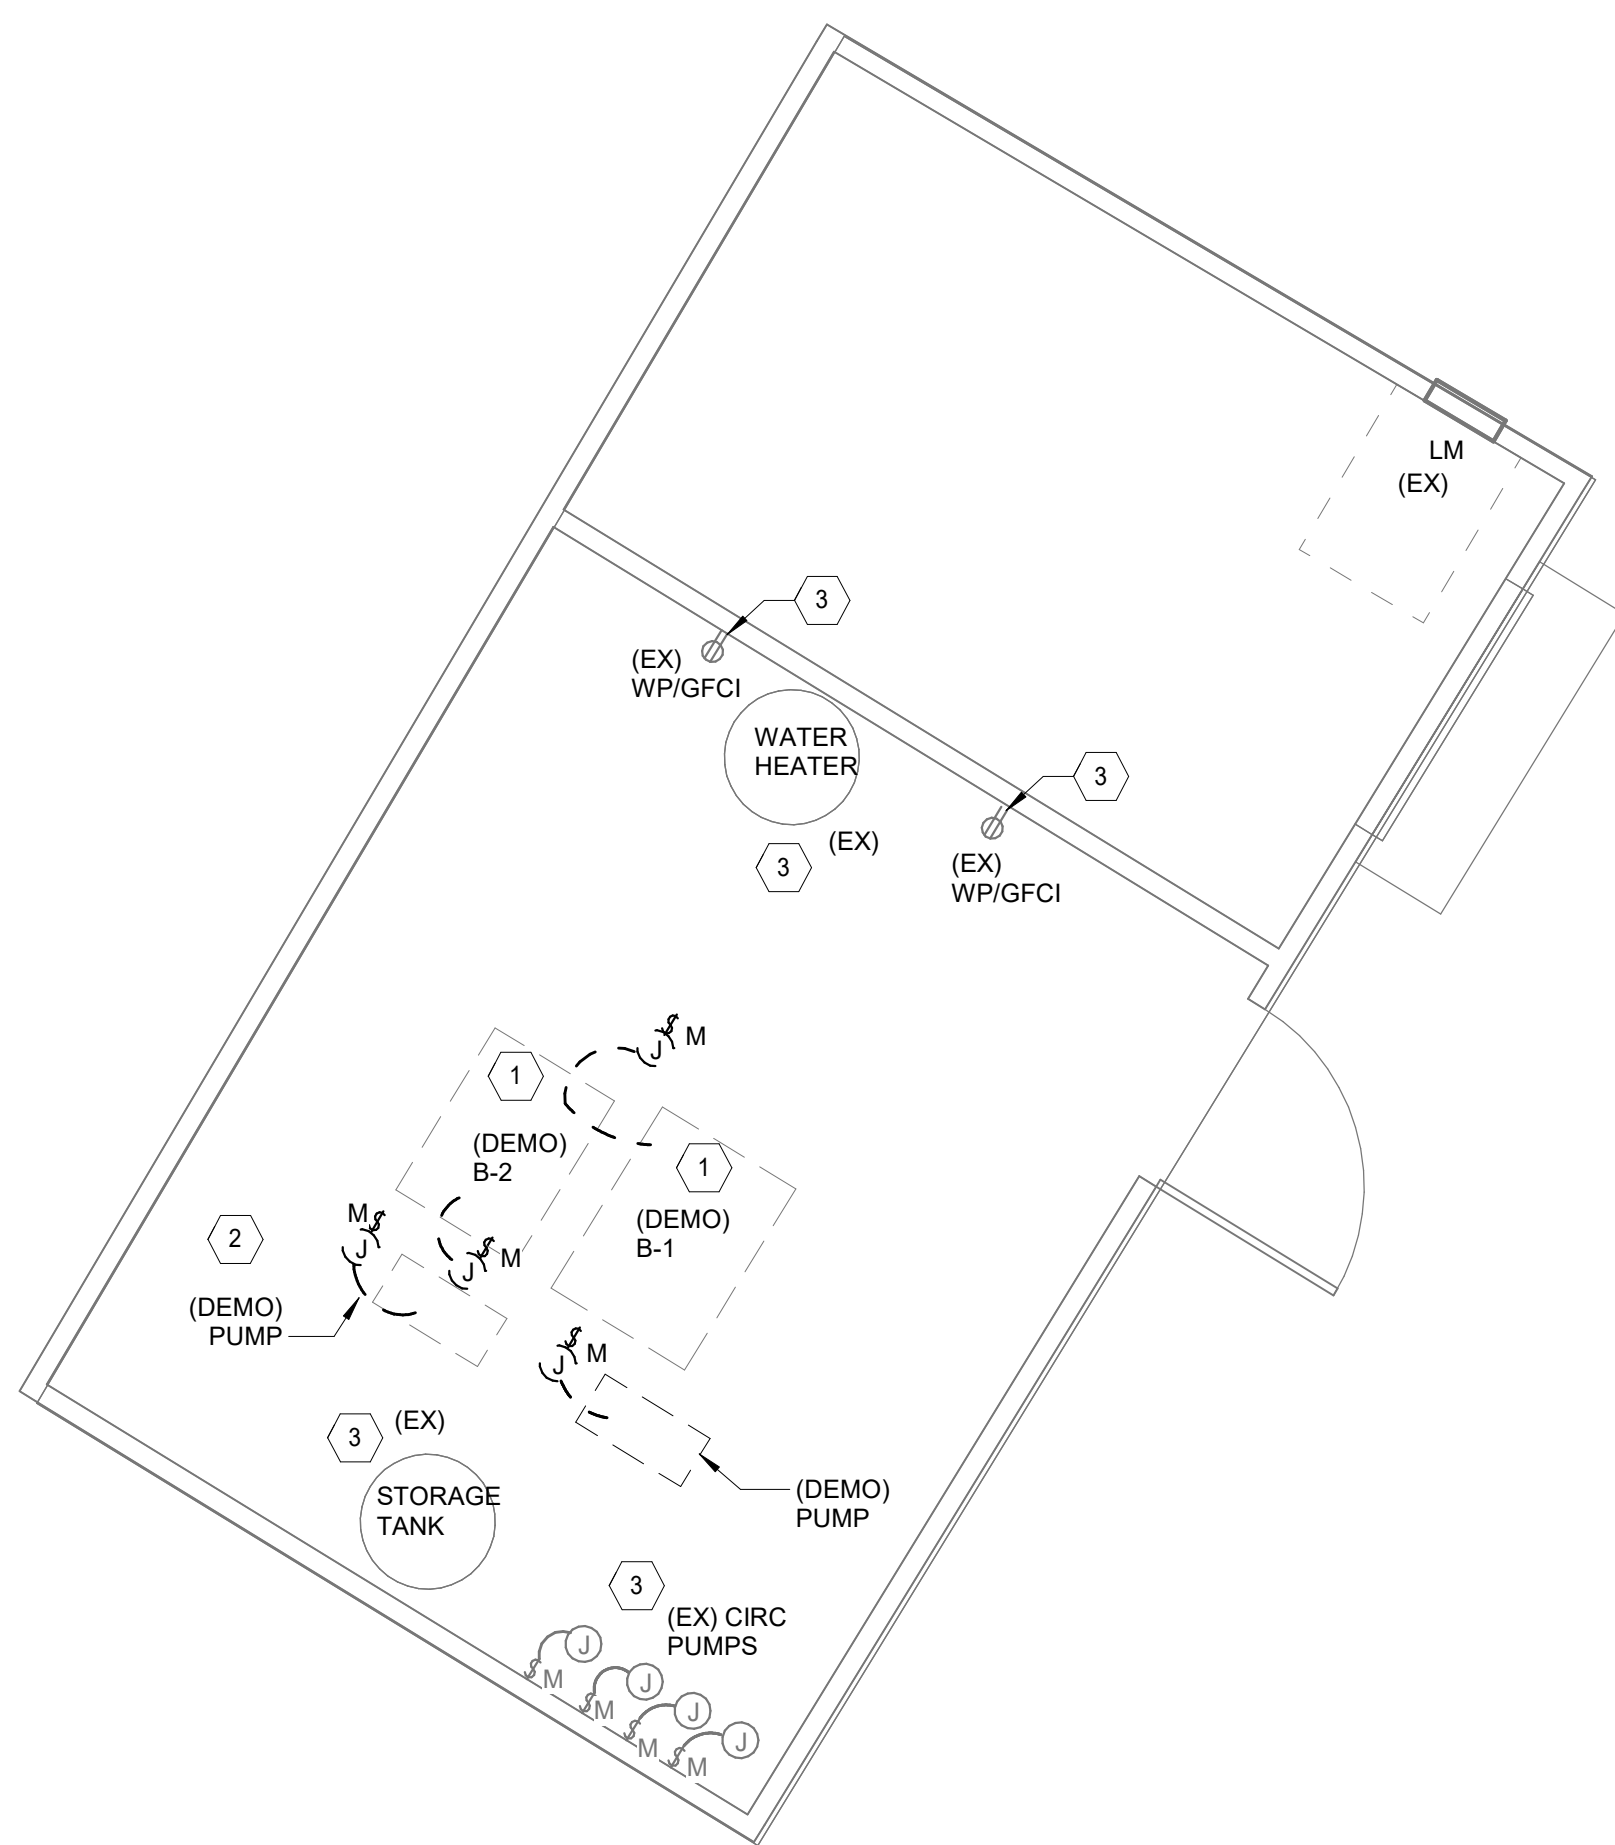 LM
(EX)
3
(EX)
WP/GFCI
WATER
HEATER
3
(EX)
3
(EX)
WP/GFCI
$ M
J
1
(DEMO)
B-2
1
(DEMO)
B-1
M $
J
2
$ M
J
(DEMO)
PUMP
$ M
J
3
(EX)
STORAGE
TANK
(DEMO)
PUMP
3
(EX) CIRC
PUMPS
J
$ M
J
$ M
J
$ M
J
$ M